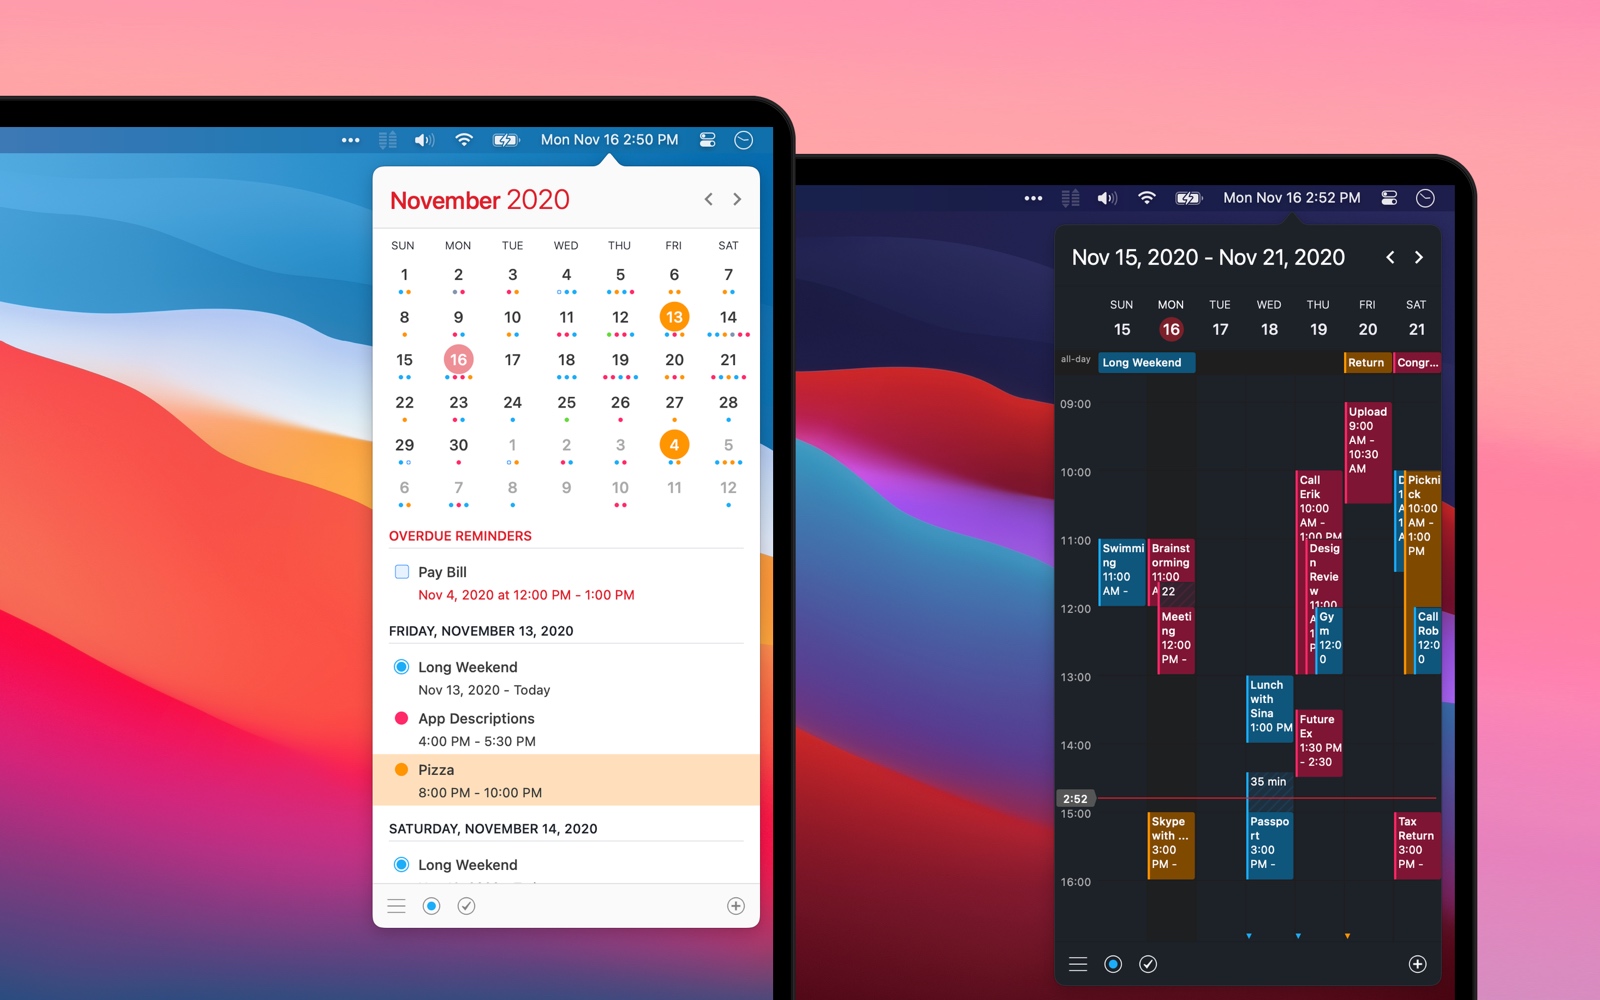 Mon Nov 16 2:50 PM
November 2020
SUN MON TUE WED THU FRI SAT
1 2 3 4 5 6 7
8 9 10 11 12 13 14
15 16 17 18 19 20 21
22 23 24 25 26 27 28
29 30 1 2 3 4 5
6 7 8 9 10 11 12
OVERDUE REMINDERS
Pay Bill
Nov 4, 2020 at 12:00 PM - 1:00 PM
FRIDAY, NOVEMBER 13, 2020
Long Weekend
Nov 13, 2020 - Today
App Descriptions
4:00 PM - 5:30 PM
Pizza
8:00 PM - 10:00 PM
SATURDAY, NOVEMBER 14, 2020
Long Weekend
Mon Nov 16 2:52 PM
Nov 15, 2020 - Nov 21, 2020
SUN MON TUE WED THU FRI SAT
15 16 17 18 19 20 21
all-day Long Weekend Return Congr...
09:00
Upload
9:00
AM -
10:30
AM
10:00
Call
Erik
10:00
AM -
1:00 PM
D
1
A
1
A
Pickni
ck
10:00
AM -
1:00
PM
11:00
Swimmi
ng
11:00
AM -
Brainst
orming
11:00
A
22
Desig
n
Revie
w
11:00
A
1
P
12:00
Meeti
ng
12:00
PM -
Gy
m
12:0
0
Call
Rob
12:0
0
13:00
Lunch
with
Sina
1:00 PM
Future
Ex
1:30 PM
- 2:30
14:00
35 min
2:52
15:00
Skype
with ...
3:00
PM -
Passpo
rt
3:00
PM -
Tax
Return
3:00
PM -
16:00